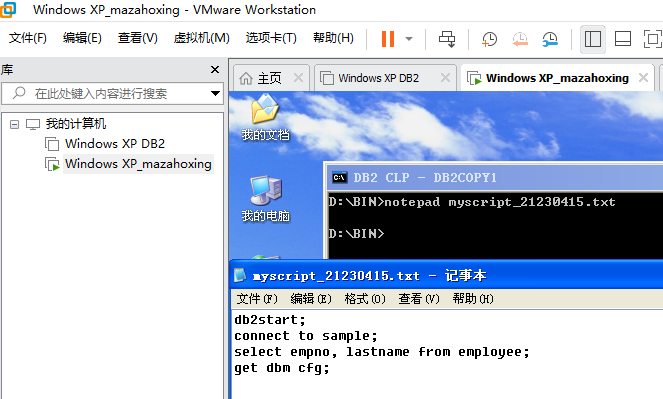 Windows XP_mazahoxing - VMware Workstation
文件(F) 编辑(E) 查看(V) 虚拟机(M) 选项卡(T) 帮助(H)
库
在此处键入内容进行搜索
我的计算机
Windows XP DB2
Windows XP_mazahoxing
主页 Windows XP DB2 Windows XP_mazahoxing
我的文档
我的电脑
DB2 CLP - DB2COPY1
D:\BIN>notepad myscript_21230415.txt
D:\BIN>
myscript_21230415.txt - 记事本
文件(F) 编辑(E) 格式(O) 查看(V) 帮助(H)
db2start;
connect to sample;
select empno, lastname from employee;
get dbm cfg;